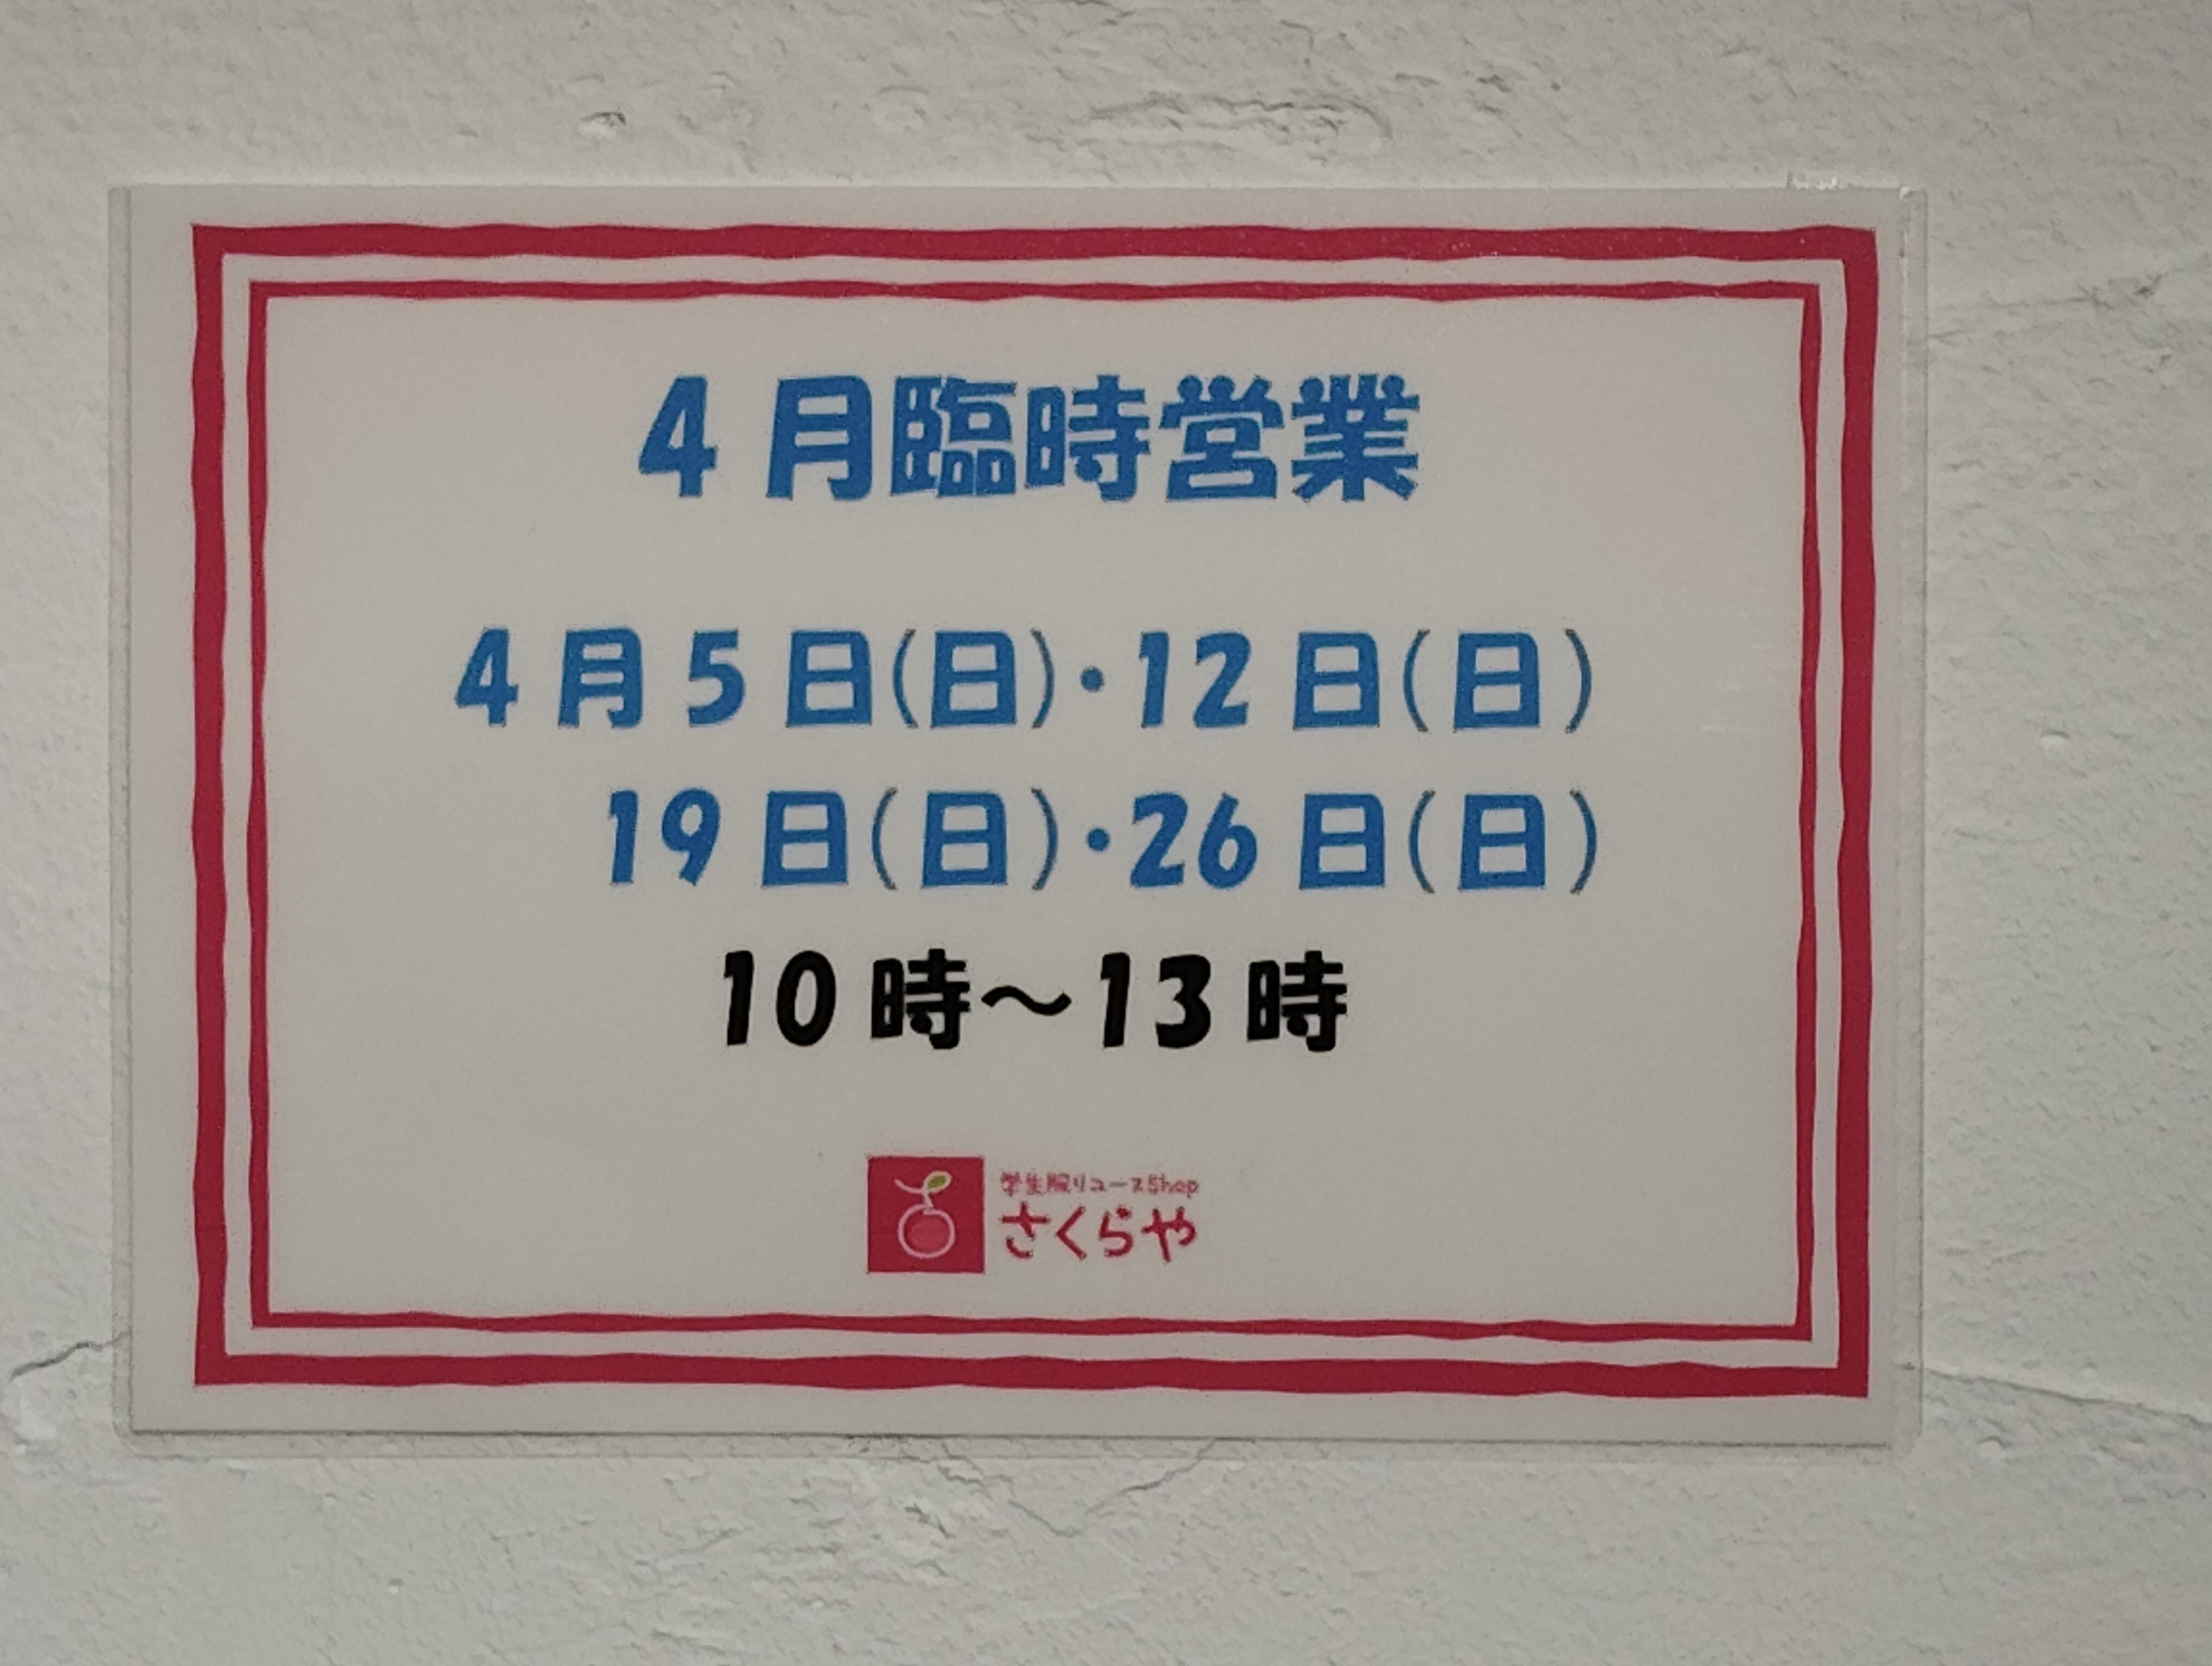 4月臨時営業
4月5日(日)・12日(日)
19日(日)・26日(日)
10時～13時
学生服リユースShop
さくらや